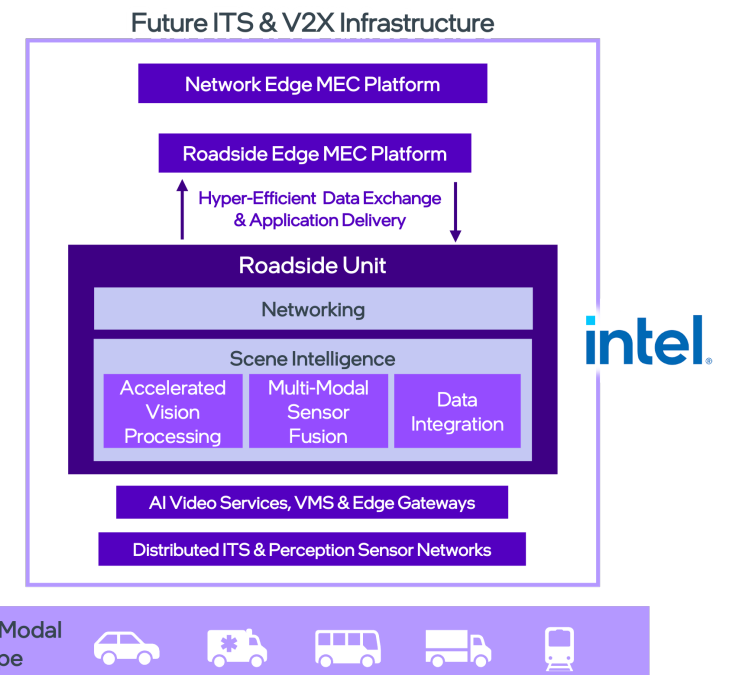 Future ITS & V2X Infrastructure
Network Edge MEC Platform
Roadside Edge MEC Platform
Hyper-Efficient Data Exchange
& Application Delivery
Roadside Unit
Networking
Scene Intelligence
Accelerated
Vision
Processing
Multi-Modal
Sensor
Fusion
Data
Integration
intel®
AI Video Services, VMS & Edge Gateways
Distributed ITS & Perception Sensor Networks
Modal